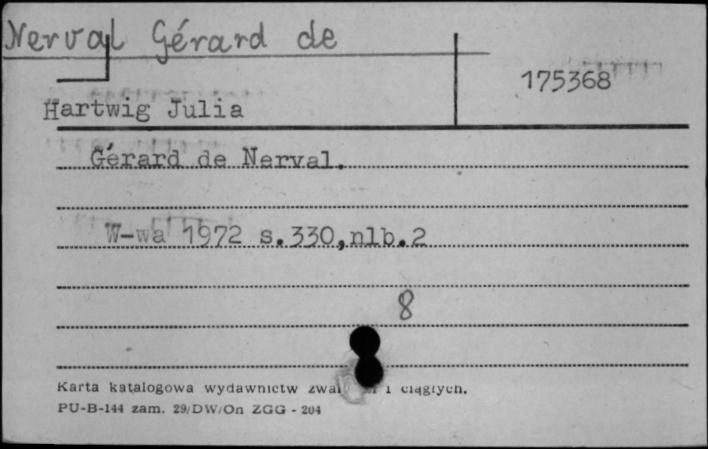 Nerval Gérard de
175368
Hartwig Julia
Gérard de Nerval.
W-wa 1972 s.330,nlb.2
8
Karta katalogowa wydawnictw i ciągłych.
PU-B-144 zam. 29/DW/On ZGG - 204